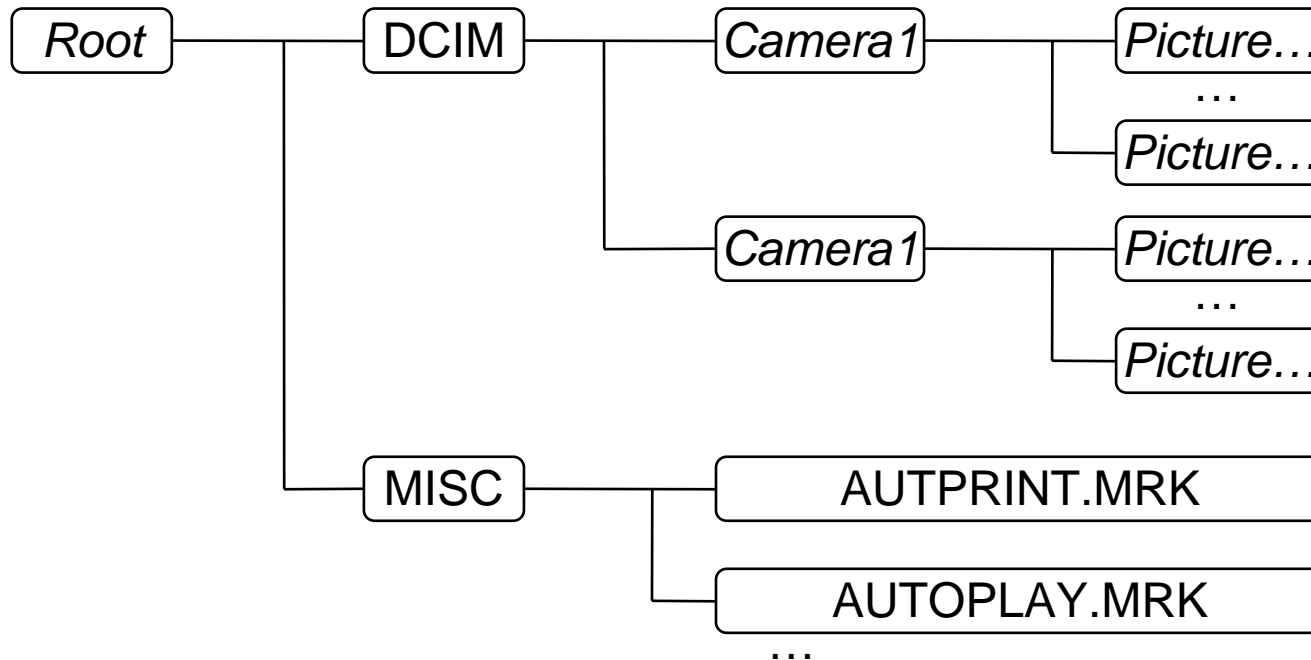 Root DCIM Camera1 Picture…
…
Picture…
Camera1 Picture…
…
Picture…
MISC AUTPRINT.MRK
AUTOPLAY.MRK
…